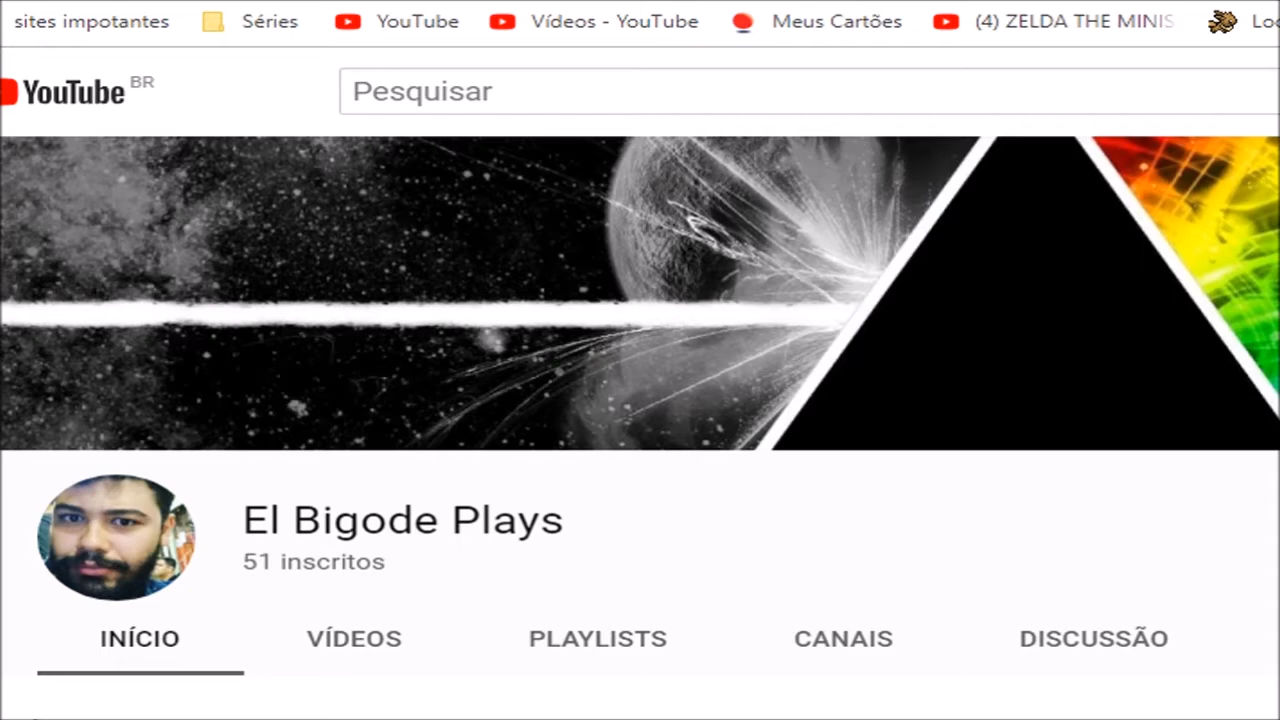 sites impotantes Séries YouTube Vídeos - YouTube Meus Cartões (4) ZELDA THE MINIS
YouTube BR Pesquisar
El Bigode Plays
51 inscritos
INÍCIO VÍDEOS PLAYLISTS CANAIS DISCUSSÃO